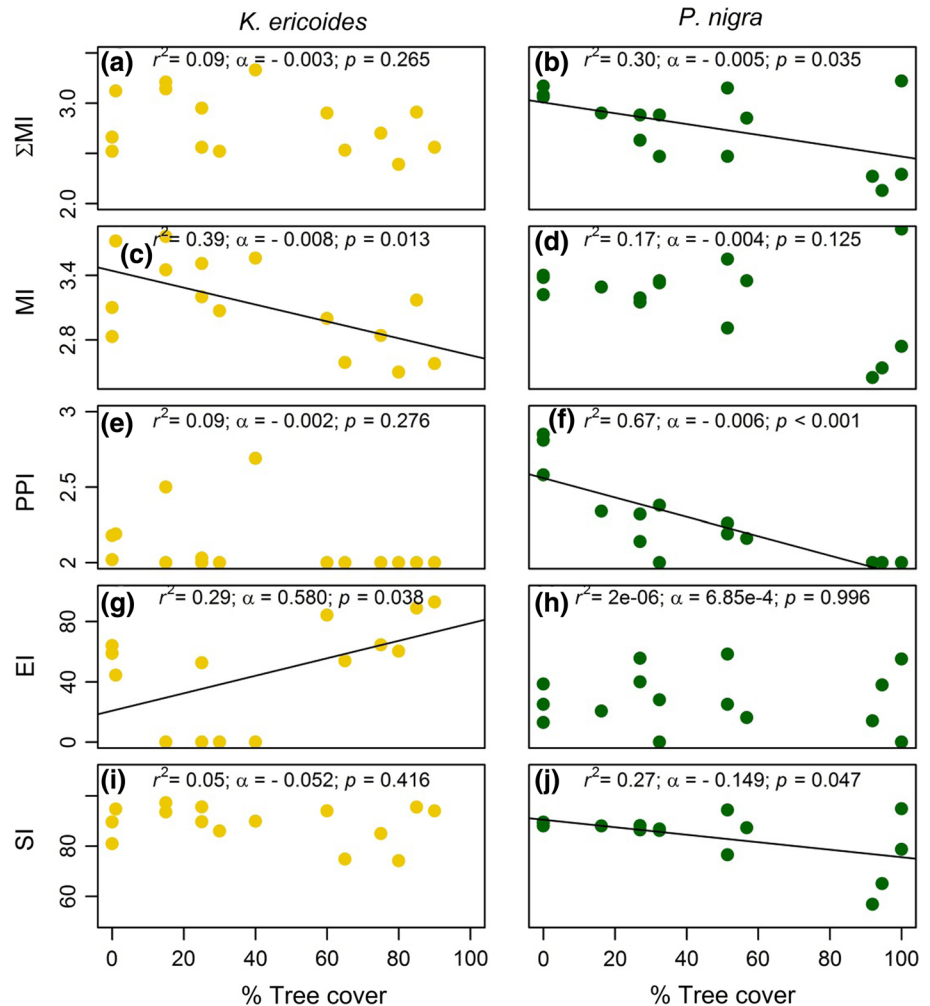 K. ericoides
P. nigra
(a) r2= 0.09; α = - 0.003; p = 0.265
(b) r2= 0.30; α = - 0.005; p = 0.035
ΣMI
3.0
2.0
(c) r2= 0.39; α = - 0.008; p = 0.013
(d) r2= 0.17; α = - 0.004; p = 0.125
MI
3.4
2.8
(e) r2= 0.09; α = - 0.002; p = 0.276
(f) r2= 0.67; α = - 0.006; p < 0.001
PPI
3
2.5
2
(g) r2= 0.29; α = 0.580; p = 0.038
(h) r2= 2e-06; α = 6.85e-4; p = 0.996
EI
80
40
0
(i) r2= 0.05; α = - 0.052; p = 0.416
(j) r2= 0.27; α = - 0.149; p = 0.047
SI
80
60
0 20 40 60 80 100
0 20 40 60 80 100
% Tree cover
% Tree cover